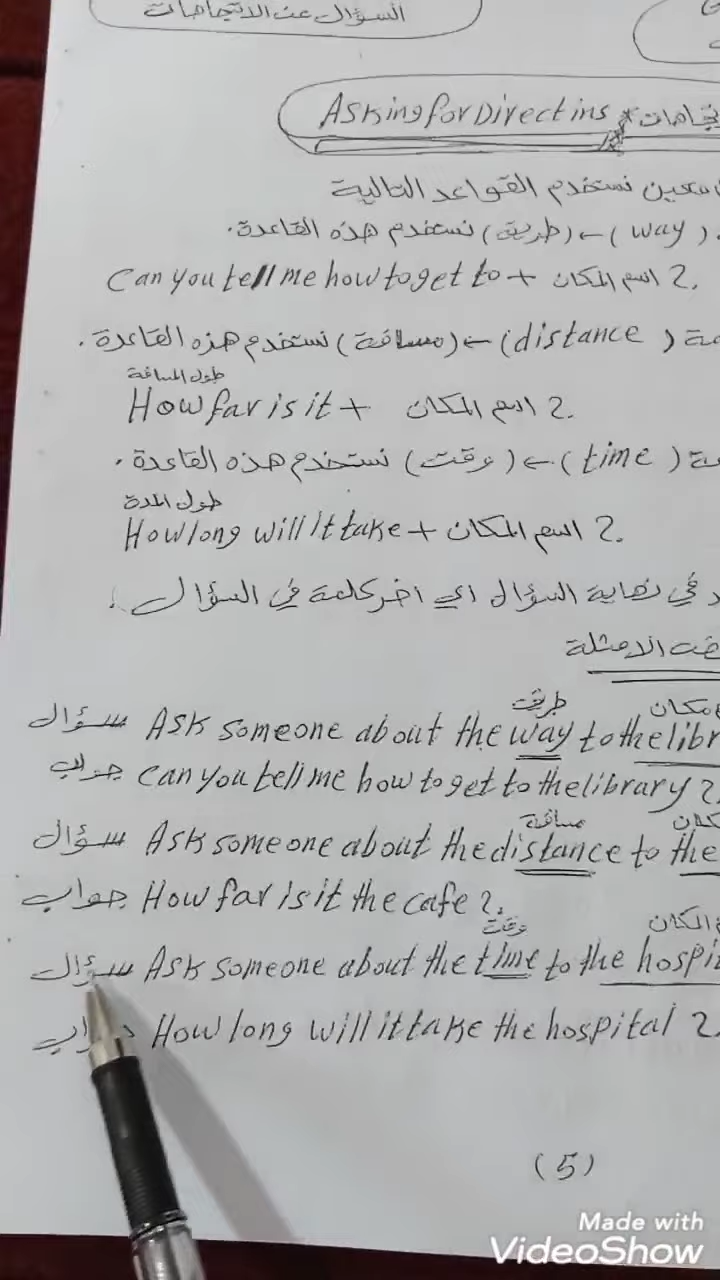 السؤال عن الاتجاهات
Asking for Directins *
معين نستخدم القواعد التالية
(way) ← (طريق) نستخدم هذه القاعدة.
Can you tell me how to get to + اسم المكان ?.
(distance) ← (مسافة) نستخدم هذه القاعدة.
طول المسافة
How far is it + اسم المكان ?.
(time) ← (وقت) نستخدم هذه القاعدة.
طول المدة
How long will it take + اسم المكان ?.
في نهاية السؤال اي اخر كلمة في السؤال.
الامثلة
طريق مكان
سؤال Ask someone about the way to the libr
جواب Can you tell me how to get to the library ?.
مسافة
سؤال Ask someone about the distance to the
جواب How far is it the cafe ?.
وقت المكان
سؤال Ask someone about the time to the hospi
How long will it take the hospital ?
(5)
Made with
VideoShow